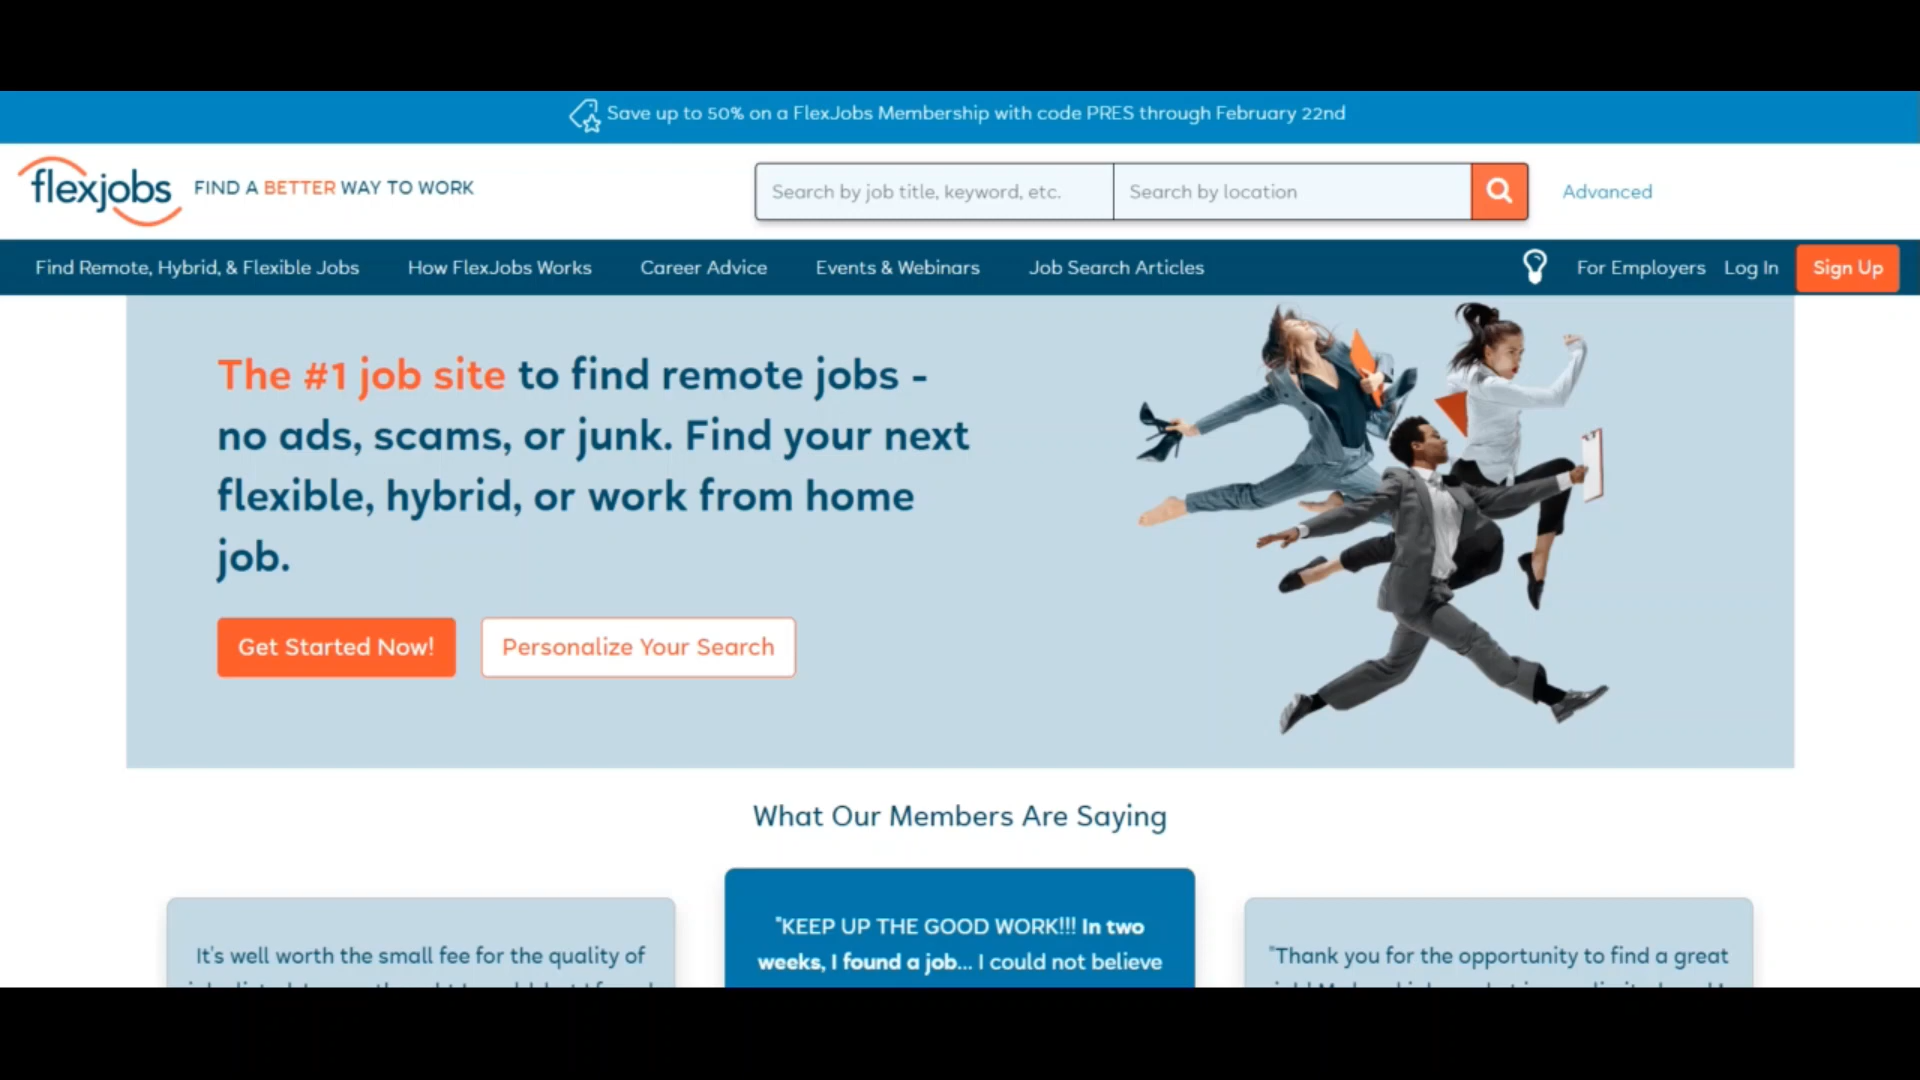 Save up to 50% on a FlexJobs Membership with code PRES through February 22nd
flexjobs
FIND A BETTER WAY TO WORK
Search by job title, keyword, etc.
Search by location
Advanced
Find Remote, Hybrid, & Flexible Jobs
How FlexJobs Works
Career Advice
Events & Webinars
Job Search Articles
For Employers
Log In
Sign Up
The #1 job site to find remote jobs -
no ads, scams, or junk. Find your next
flexible, hybrid, or work from home
job.
Get Started Now!
Personalize Your Search
What Our Members Are Saying
It's well worth the small fee for the quality of
"KEEP UP THE GOOD WORK!!! In two
weeks, I found a job... I could not believe
"Thank you for the opportunity to find a great